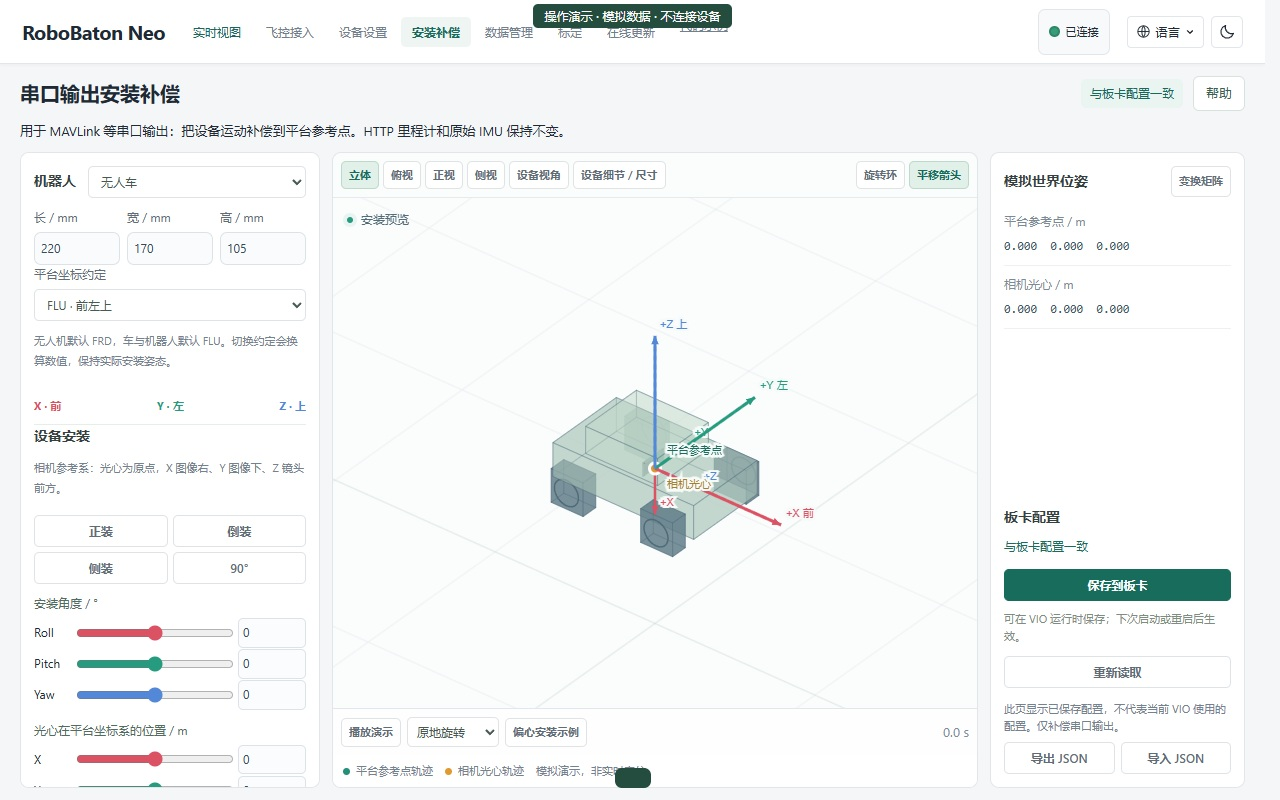 RoboBaton Neo 实时视图 飞控接入 设备设置 安装补偿 数据管理 标定 在线更新
操作演示 · 模拟数据 · 不连接设备
已连接 语言
串口输出安装补偿
与板卡配置一致 帮助
用于 MAVLink 等串口输出：把设备运动补偿到平台参考点。HTTP 里程计和原始 IMU 保持不变。
机器人 无人车
长 / mm 宽 / mm 高 / mm
220 170 105
平台坐标约定
FLU · 前左上
无人机默认 FRD，车与机器人默认 FLU。切换约定会换
算数值，保持实际安装姿态。
X · 前 Y · 左 Z · 上
设备安装
相机参考系：光心为原点，X 图像右、Y 图像下、Z 镜头
前方。
正装 倒装
侧装 90°
安装角度 / °
Roll 0
Pitch 0
Yaw 0
光心在平台坐标系的位置 / m
X 0
立体 俯视 正视 侧视 设备视角 设备细节 / 尺寸 旋转环 平移箭头
安装预览
+Z 上
+Y 左
+Y
平台参考点
+Z
相机光心
+X
+X 前
播放演示 原地旋转 偏心安装示例 0.0 s
平台参考点轨迹 相机光心轨迹 模拟演示，非实时
模拟世界位姿 变换矩阵
平台参考点 / m
0.000 0.000 0.000
相机光心 / m
0.000 0.000 0.000
板卡配置
与板卡配置一致
保存到板卡
可在 VIO 运行时保存；下次启动或重启后生
效。
重新读取
此页显示已保存配置，不代表当前 VIO 使用的
配置。仅补偿串口输出。
导出 JSON 导入 JSON